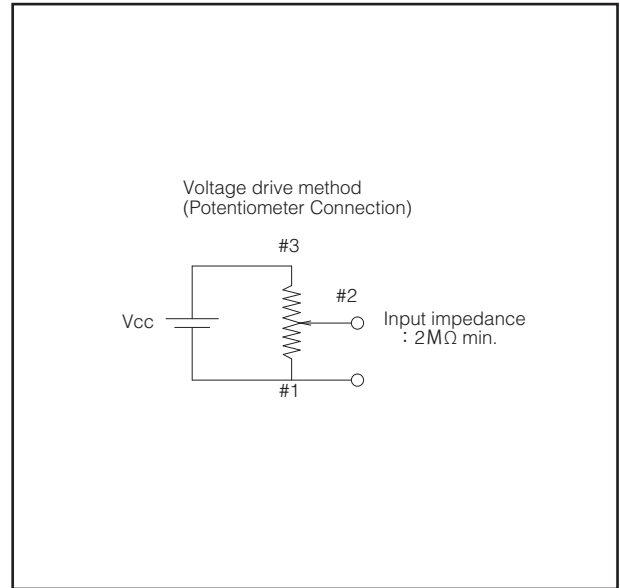 Voltage drive method
(Potentiometer Connection)
#3
#2
Vcc
Input impedance
: 2MΩ min.
#1